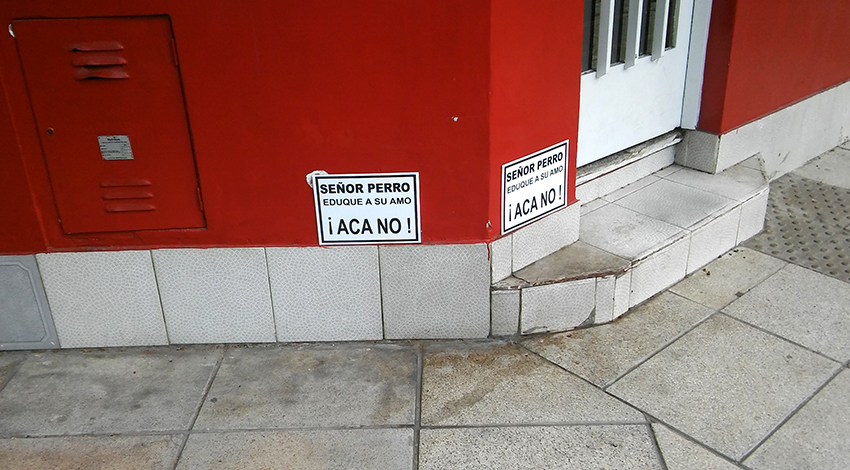 SEÑOR PERRO
EDUQUE A SU AMO
¡ACA NO!
SEÑOR PERRO
EDUQUE A SU AMO
¡ACA NO!